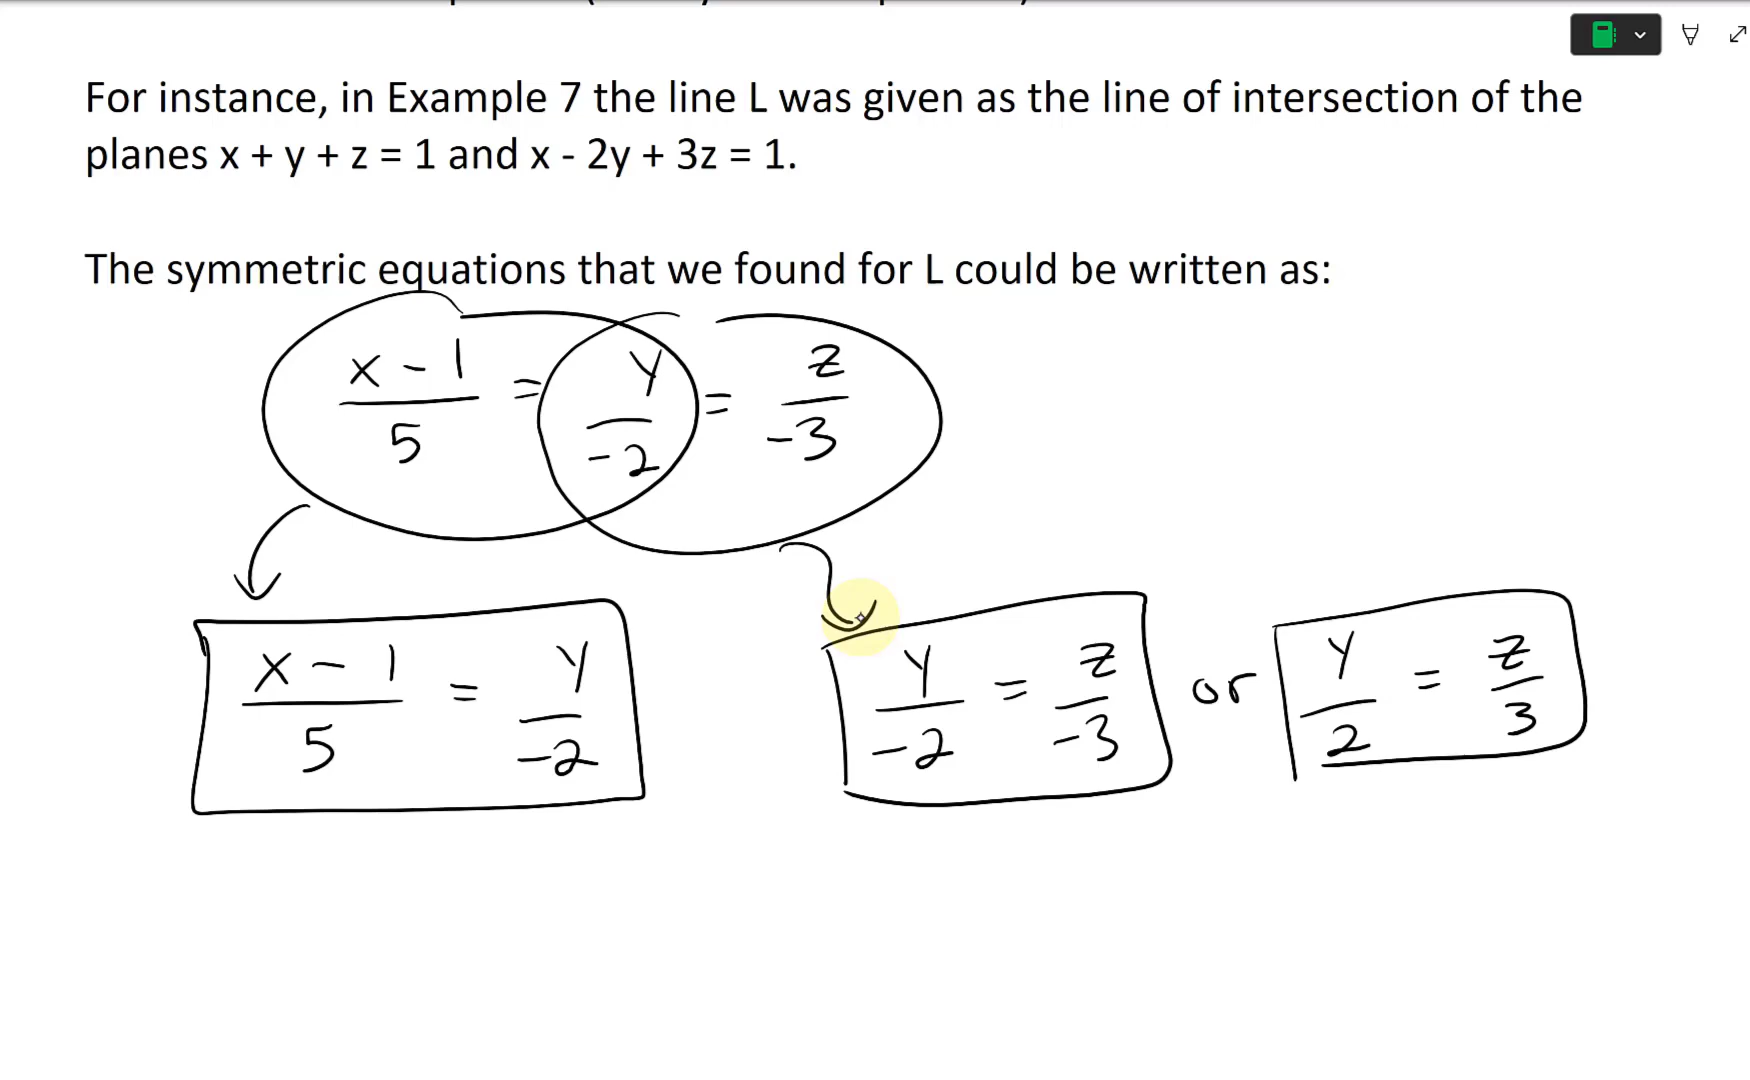 For instance, in Example 7 the line L was given as the line of intersection of the
planes x + y + z = 1 and x - 2y + 3z = 1.
The symmetric equations that we found for L could be written as:
(x - 1)/5 = y/-2 = z/-3
(x - 1)/5 = y/-2
y/-2 = z/-3 or y/2 = z/3